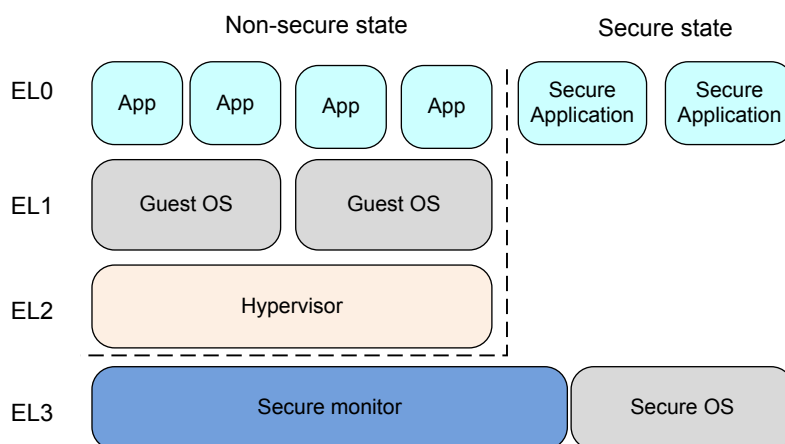 Non-secure state
Secure state
EL0
App
App
App
App
Secure
Application
Secure
Application
EL1
Guest OS
Guest OS
EL2
Hypervisor
EL3
Secure monitor
Secure OS